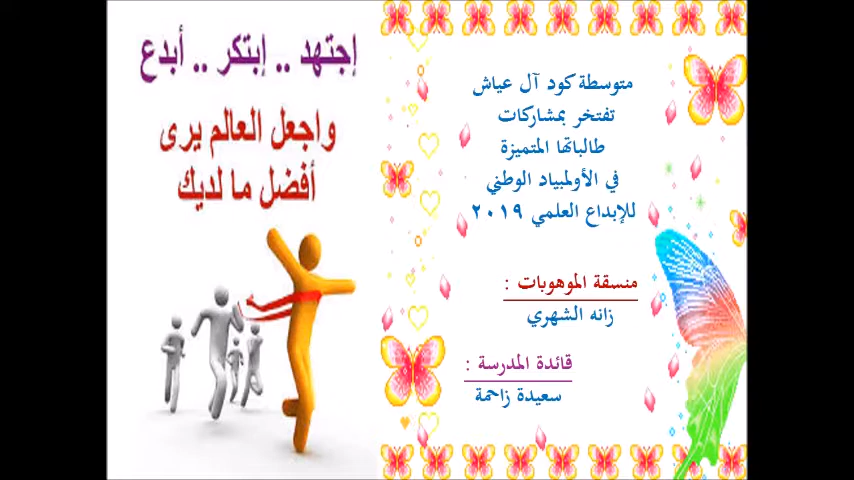 إجتهد .. إبتكر .. أبدع
واجعل العالم يرى
أفضل ما لديك
متوسطة كود آل عياش
تفتخر بمشاركات
طالباتها المتميزة
في الأولمبياد الوطني
للإبداع العلمي ٢٠١٩
منسقة الموهوبات :
زانه الشهري
قائدة المدرسة :
سعيدة زاحمة